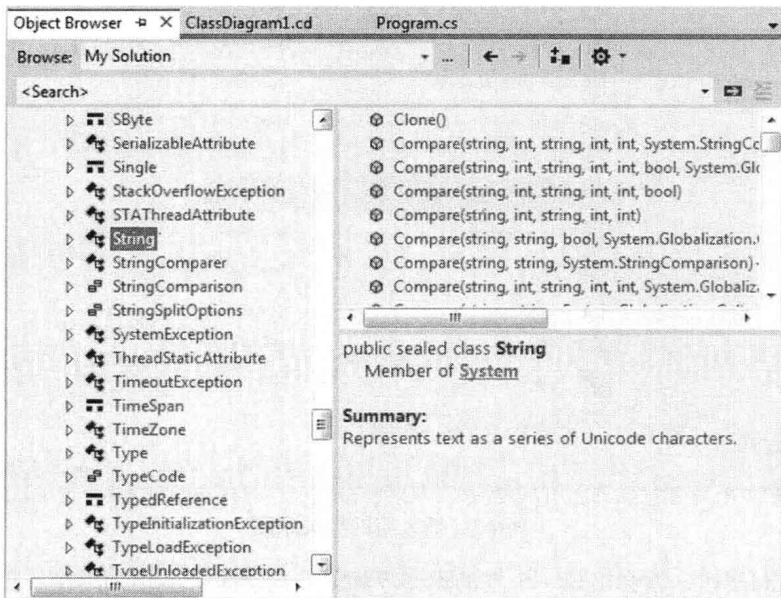 Object Browser ClassDiagram1.cd Program.cs
Browse: My Solution ...
<Search>
SByte
SerializableAttribute
Single
StackOverflowException
STAThreadAttribute
String
StringComparer
StringComparison
StringSplitOptions
SystemException
ThreadStaticAttribute
TimeoutException
TimeSpan
TimeZone
Type
TypeCode
TypedReference
TypeInitializationException
TypeLoadException
TypeUnloadedException
Clone()
Compare(string, int, string, int, int, System.StringCc
Compare(string, int, string, int, int, bool, System.Glo
Compare(string, int, string, int, int, bool)
Compare(string, int, string, int, int)
Compare(string, string, bool, System.Globalization.
Compare(string, string, System.StringComparison)
Compare(string, int, string, int, int, System.Globaliz
public sealed class String
Member of System
Summary:
Represents text as a series of Unicode characters.